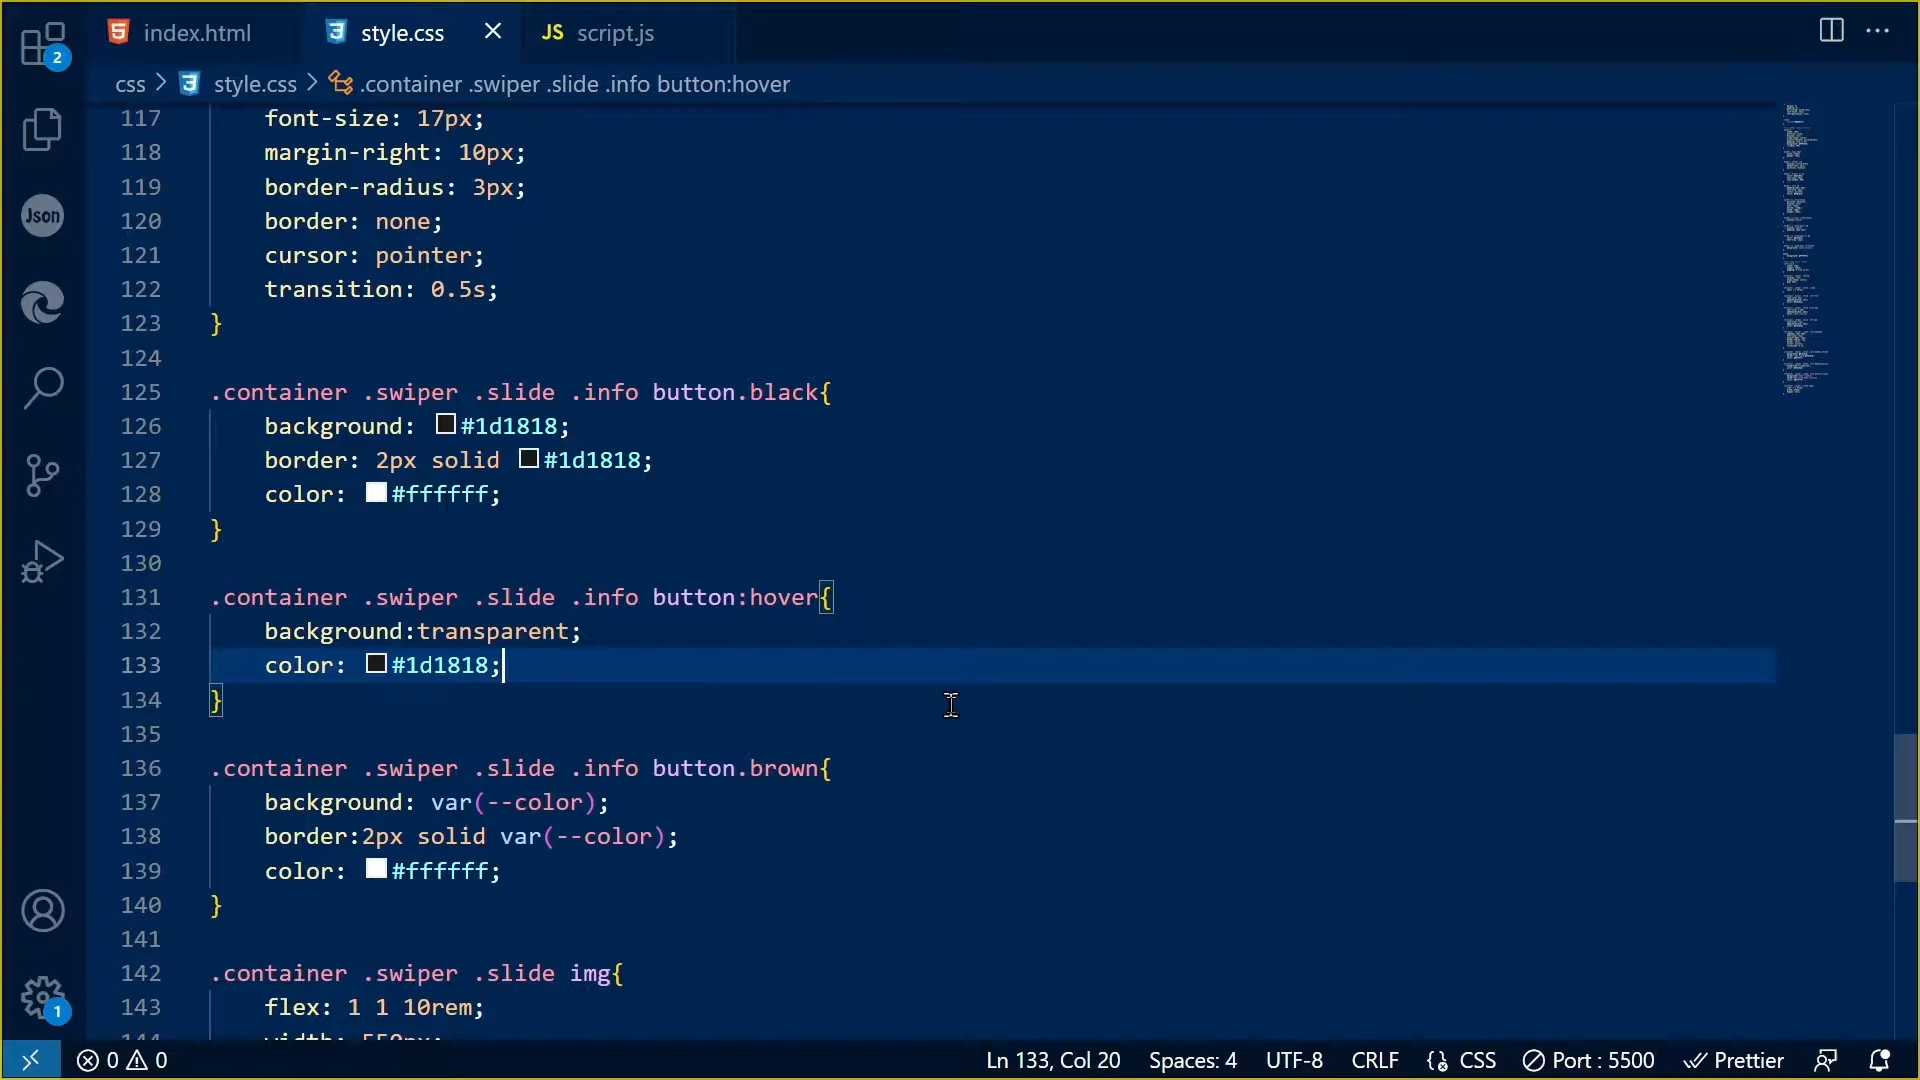 index.html
style.css
JS script.js
css > style.css > .container .swiper .slide .info button:hover
2
Json
117 font-size: 17px;
118 margin-right: 10px;
119 border-radius: 3px;
120 border: none;
121 cursor: pointer;
122 transition: 0.5s;
123 }
124
125 .container .swiper .slide .info button.black{
126 background: #1d1818;
127 border: 2px solid #1d1818;
128 color: #ffffff;
129 }
130
131 .container .swiper .slide .info button:hover{
132 background:transparent;
133 color: #1d1818;
134 }
135
136 .container .swiper .slide .info button.brown{
137 background: var(--color);
138 border:2px solid var(--color);
139 color: #ffffff;
140 }
141
142 .container .swiper .slide img{
143 flex: 1 1 10rem;
144 width: 550px;
1
0 0 Ln 133, Col 20 Spaces: 4 UTF-8 CRLF CSS Port : 5500 Prettier